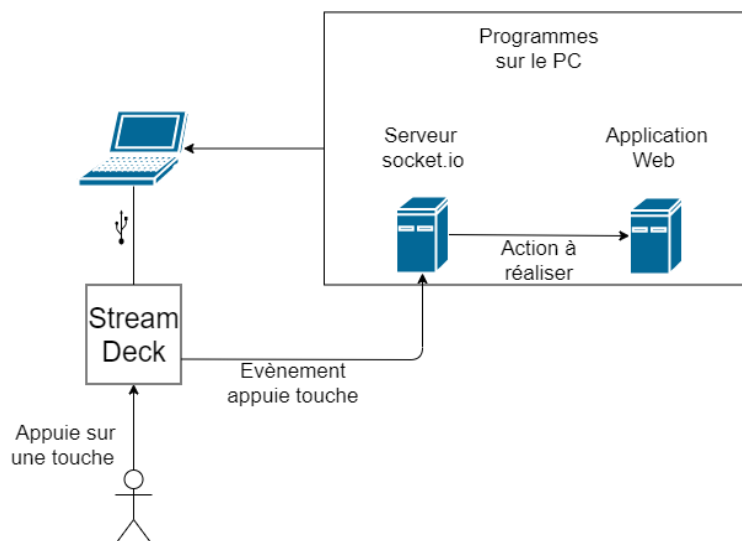 Programmes
sur le PC
Serveur
socket.io
Application
Web
Action à
réaliser
Stream
Deck
Evènement
appuie touche
Appuie sur
une touche